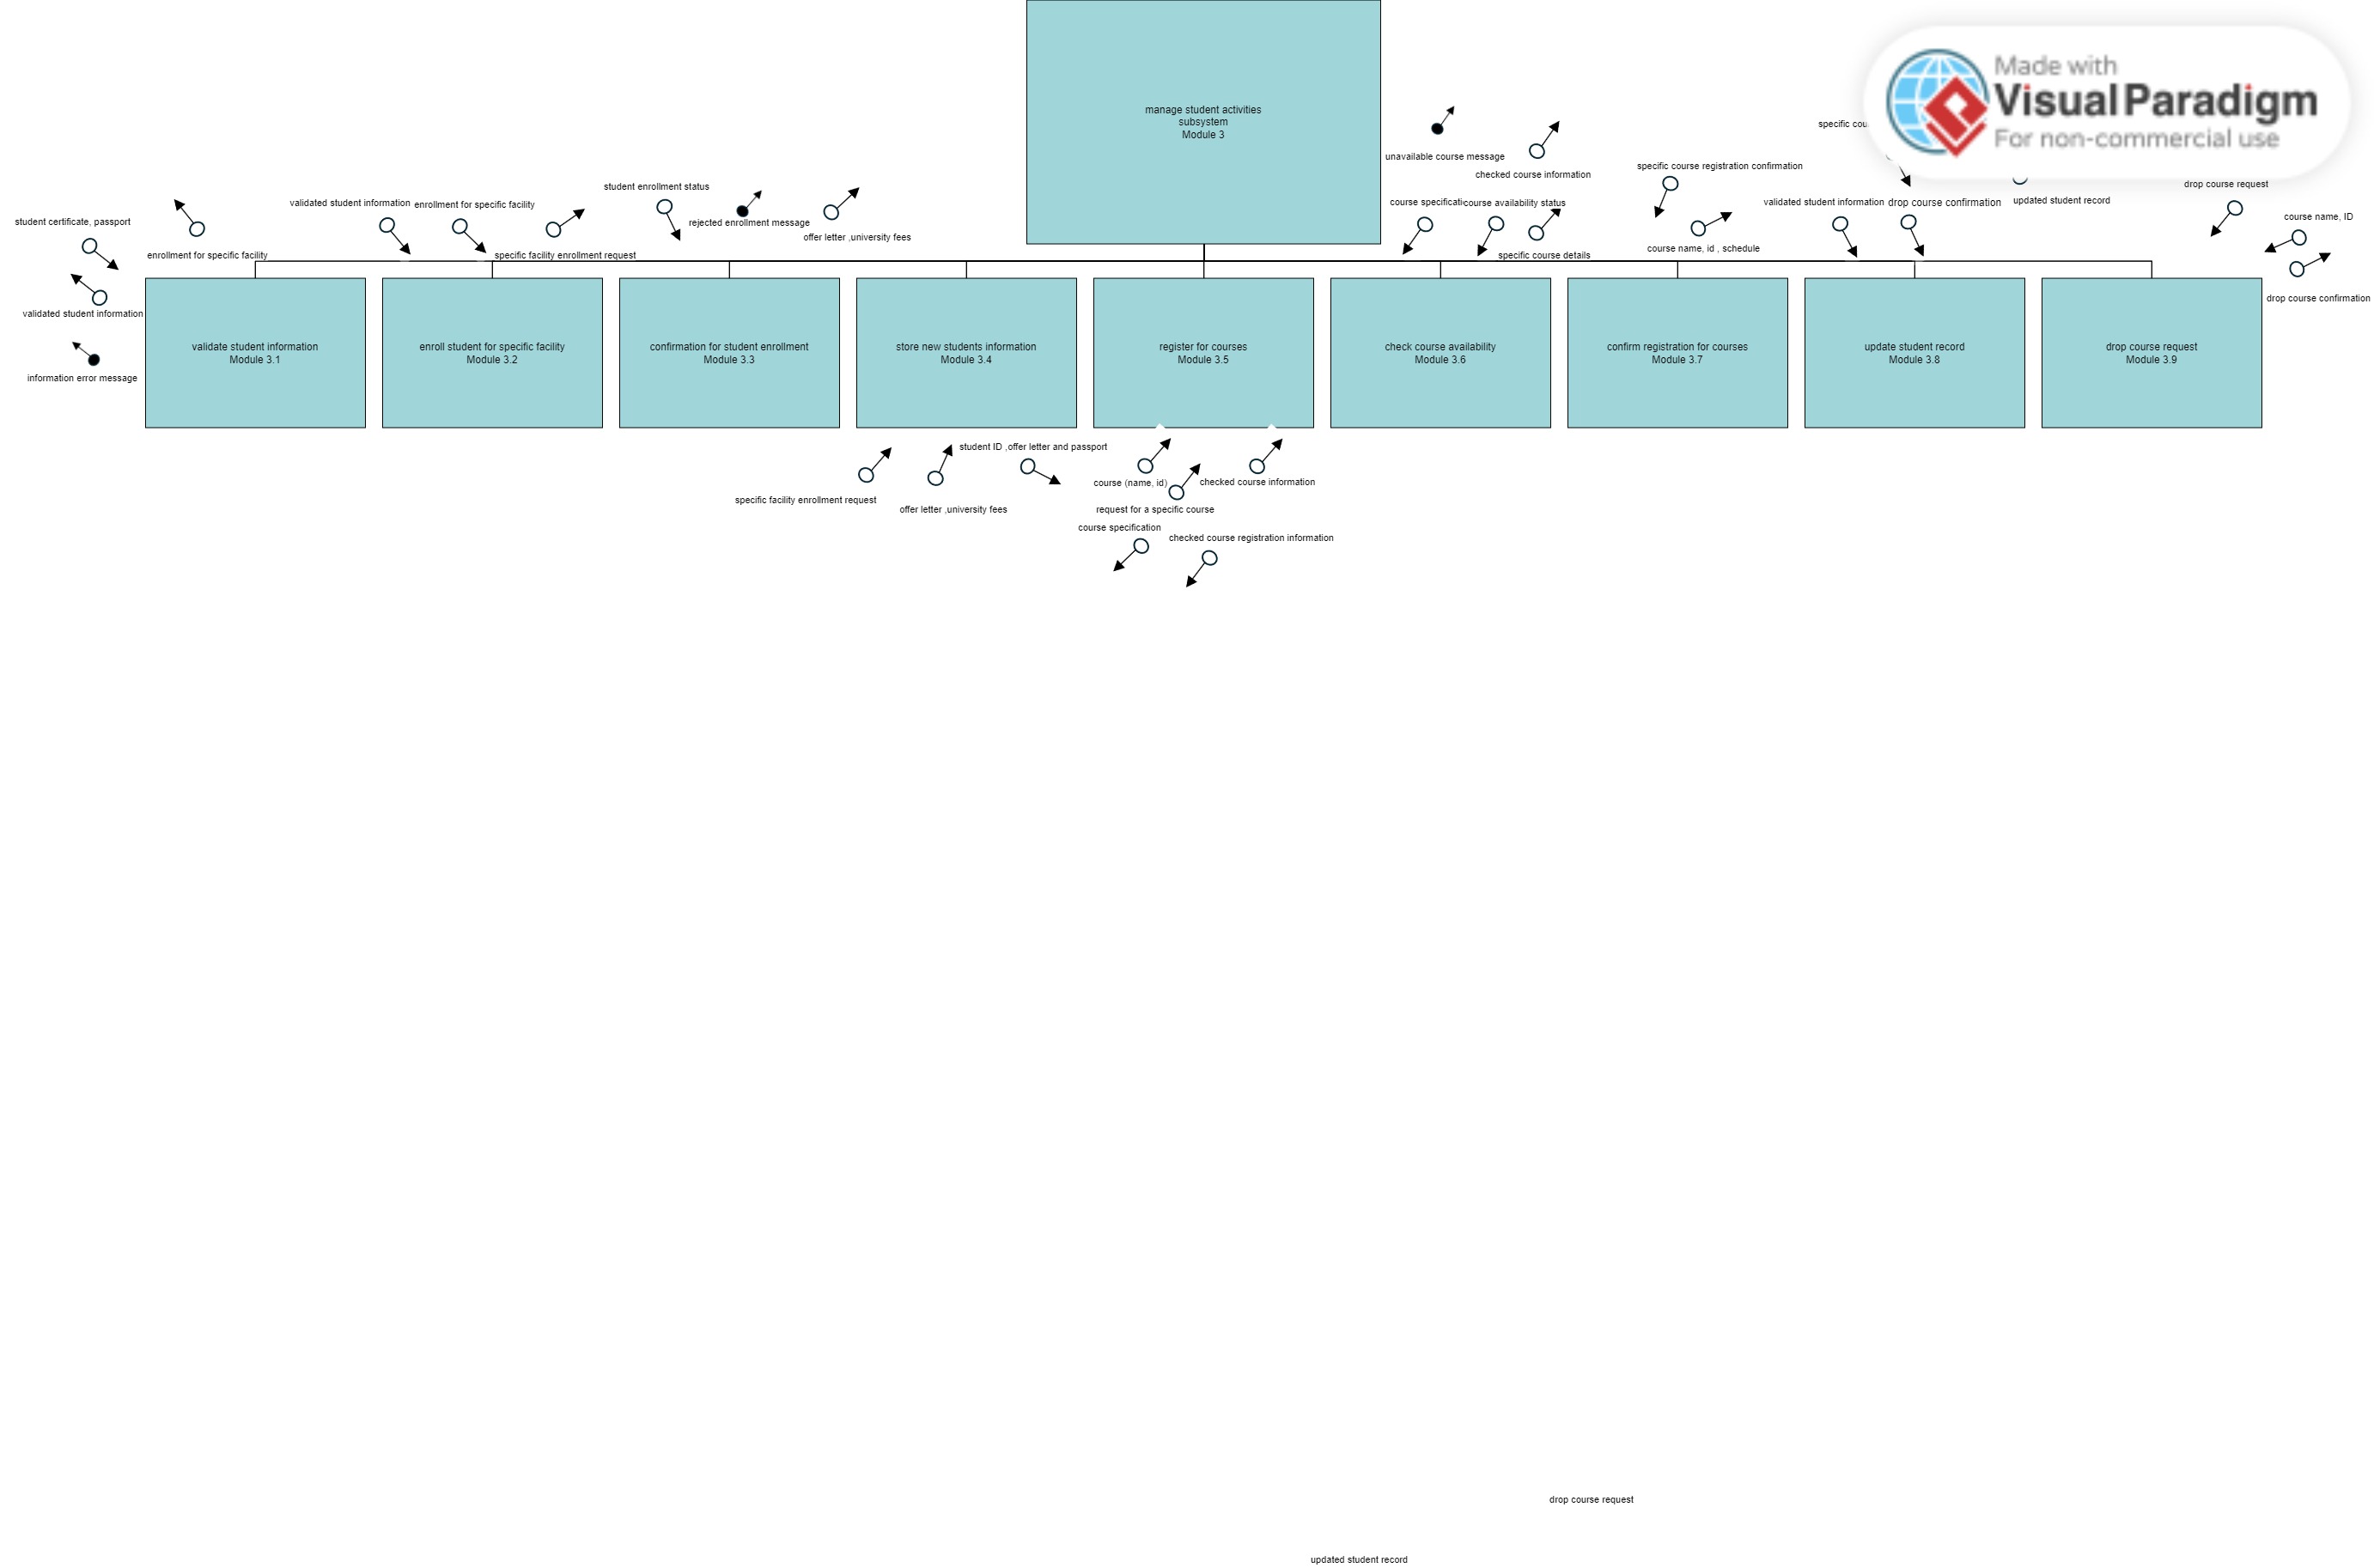 manage student activities
subsystem
Module 3
Made with
Visual Paradigm
For non-commercial use
unavailable course message
checked course information
specific course registration confirmation
specific
drop course request
student enrollment status
validated student information
enrollment for specific facility
rejected enrollment message
offer letter ,university fees
course
course availability status
validated student information
drop course confirmation
updated student record
student certificate, passport
course name, ID
enrollment for specific facility
specific facility enrollment request
specific course details
course name, id , schedule
validated student information
drop course confirmation
information error message
validate student information
Module 3.1
enroll student for specific facility
Module 3.2
confirmation for student enrollment
Module 3.3
store new students information
Module 3.4
register for courses
Module 3.5
check course availability
Module 3.6
confirm registration for courses
Module 3.7
update student record
Module 3.8
drop course request
Module 3.9
student ID ,offer letter and passport
course (name, id)
checked course information
specific facility enrollment request
offer letter ,university fees
request for a specific course
course specification
checked course registration information
drop course request
updated student record